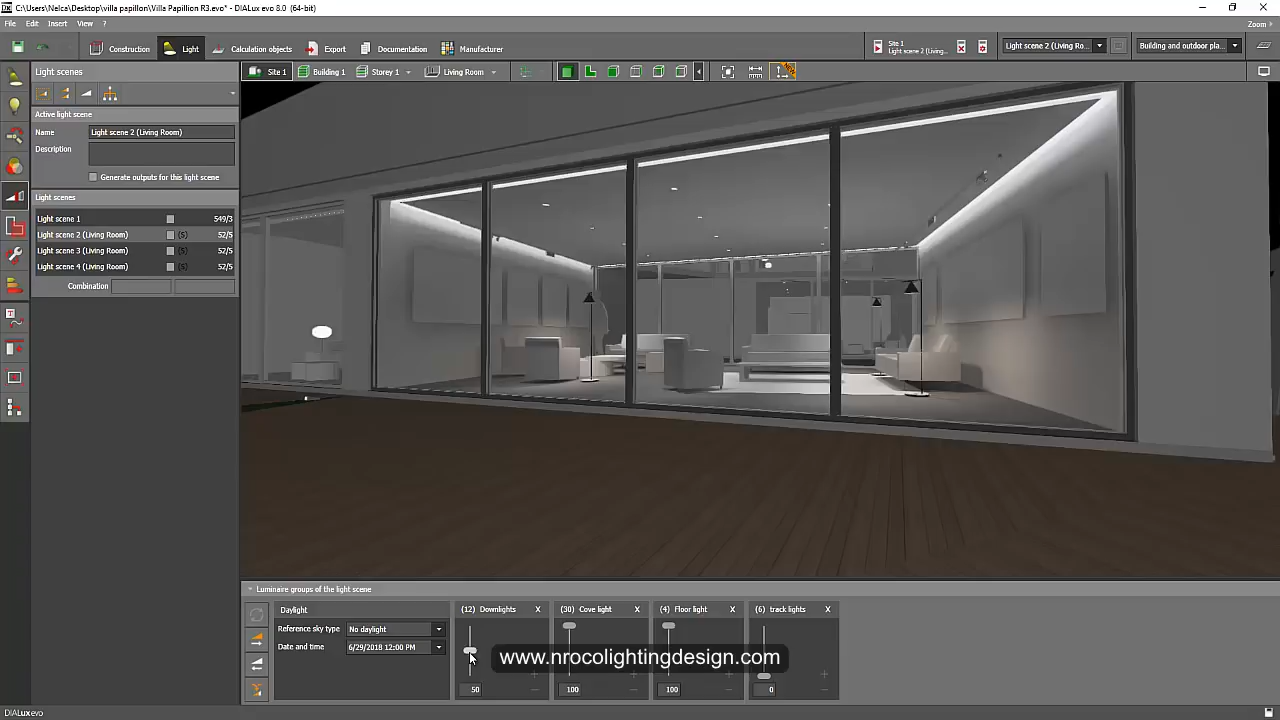 C:\Users\Nelca\Desktop\villa papillon\Villa Papillion R3.evo* - DIALux evo 8.0 (64-bit)
File Edit Insert View ?
Zoom
Construction Light Calculation objects Export Documentation Manufacturer
Site 1
Light scene 2 (Living...
Light scene 2 (Living Ro...
Building and outdoor pla...
Light scenes
Site 1 Building 1 Storey 1 Living Room
Active light scene
Name Light scene 2 (Living Room)
Description
Generate outputs for this light scene
Light scenes
Light scene 1 549/3
Light scene 2 (Living Room) (5) 52/5
Light scene 3 (Living Room) (5) 52/5
Light scene 4 (Living Room) (5) 52/5
Combination
Luminaire groups of the light scene
Daylight
Reference sky type No daylight
Date and time 6/29/2018 12:00 PM
(12) Downlights X
50
(30) Cove light X
100
(4) Floor light X
100
(6) track lights X
0
www.nrocolightingdesign.com
DIALux evo